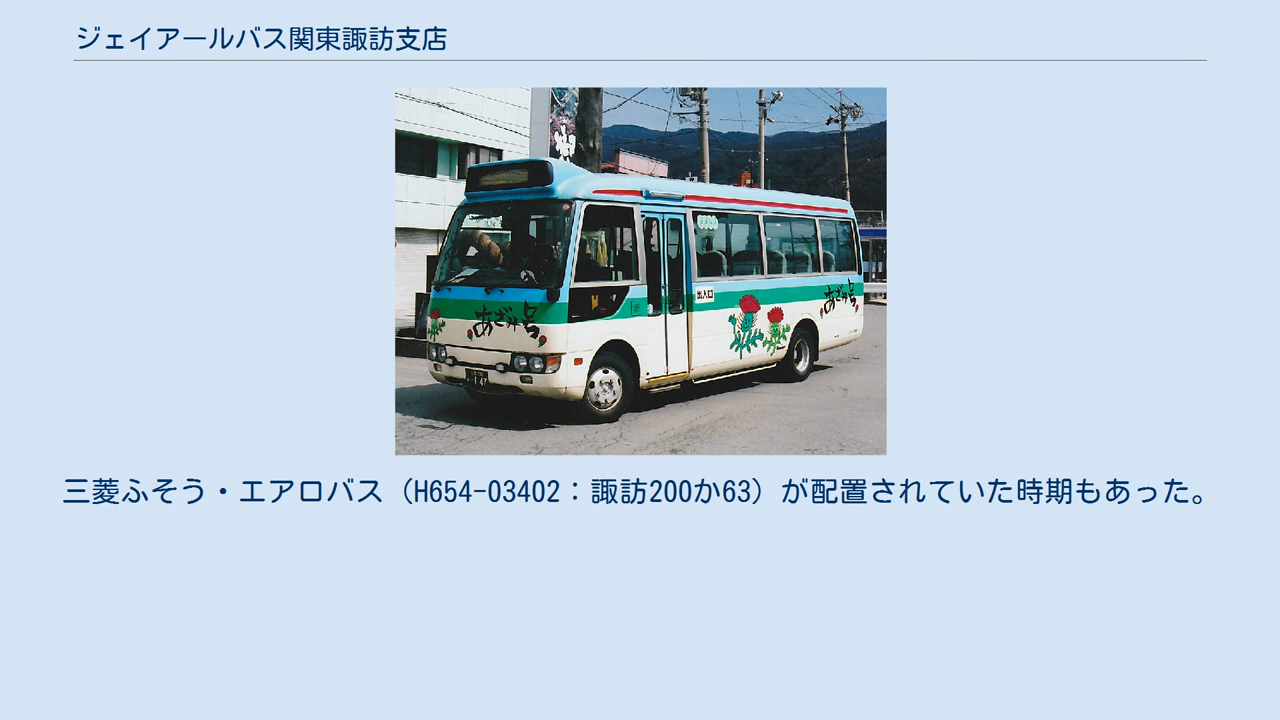 ジェイアールバス関東諏訪支店
あざみ号
出入口
あざみ号
三菱ふそう・エアロバス（H654-03402：諏訪200か63）が配置されていた時期もあった。